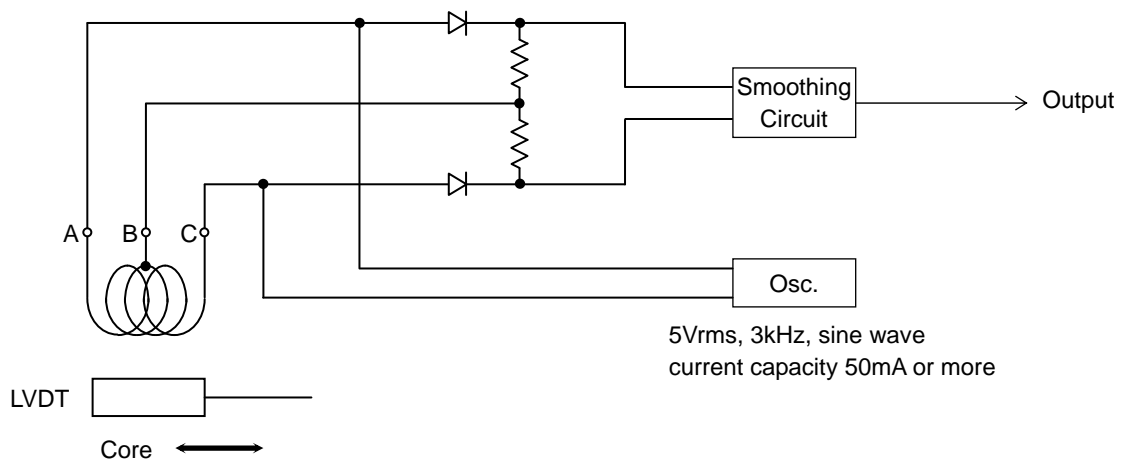 Smoothing
Circuit
Output
A B C
Osc.
5Vrms, 3kHz, sine wave
current capacity 50mA or more
LVDT
Core